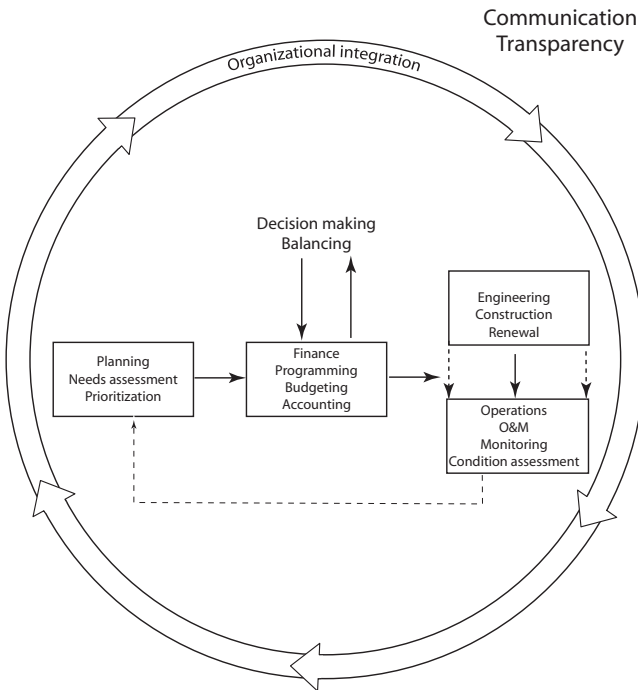 Communication
Transparency
Organizational integration
Decision making
Balancing
Engineering
Construction
Renewal
Planning
Needs assessment
Prioritization
Finance
Programming
Budgeting
Accounting
Operations
O&M
Monitoring
Condition assessment